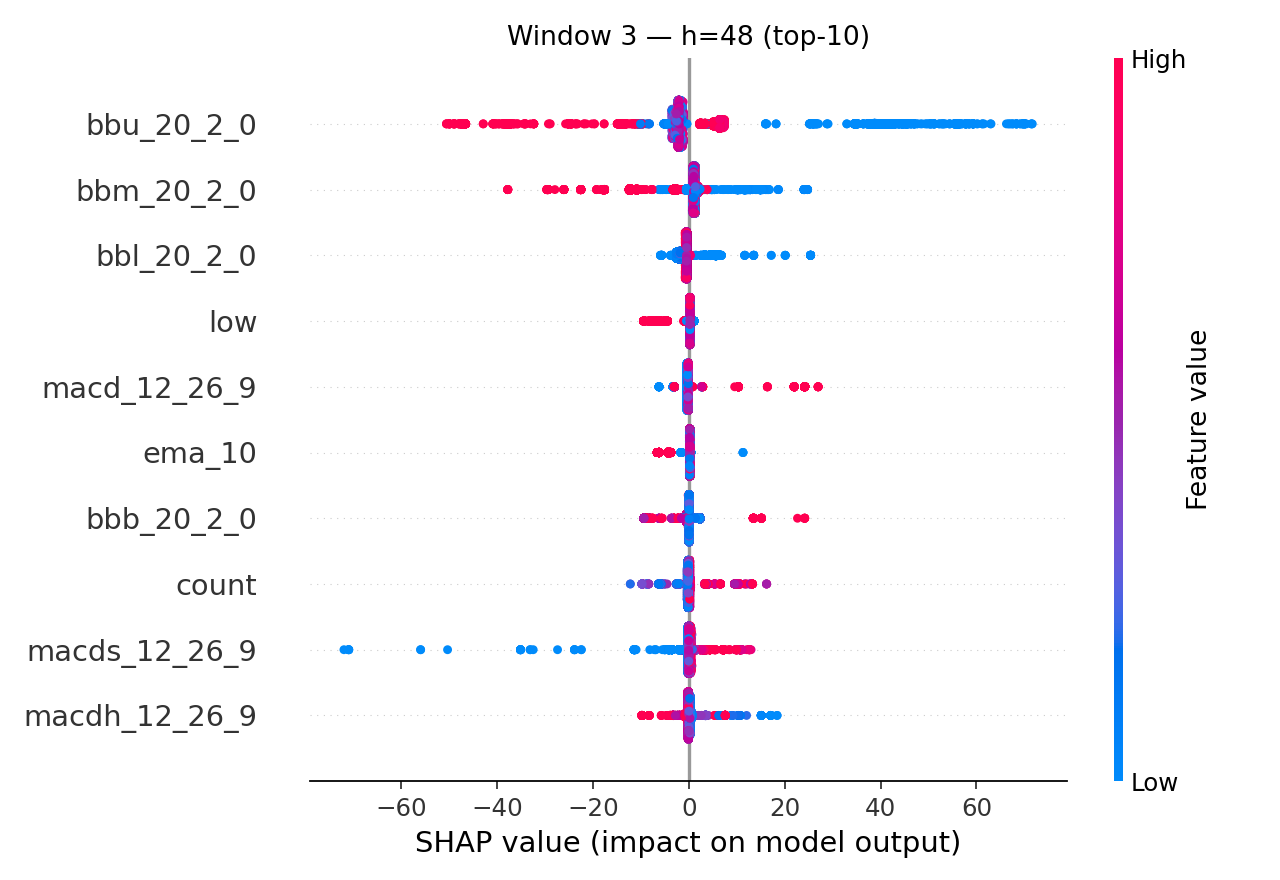 Window 3 — h=48 (top-10)
High
bbu_20_2_0
bbm_20_2_0
bbl_20_2_0
low
macd_12_26_9
ema_10
bbb_20_2_0
count
macds_12_26_9
macdh_12_26_9
Feature value
Low
−60 −40 −20 0 20 40 60
SHAP value (impact on model output)